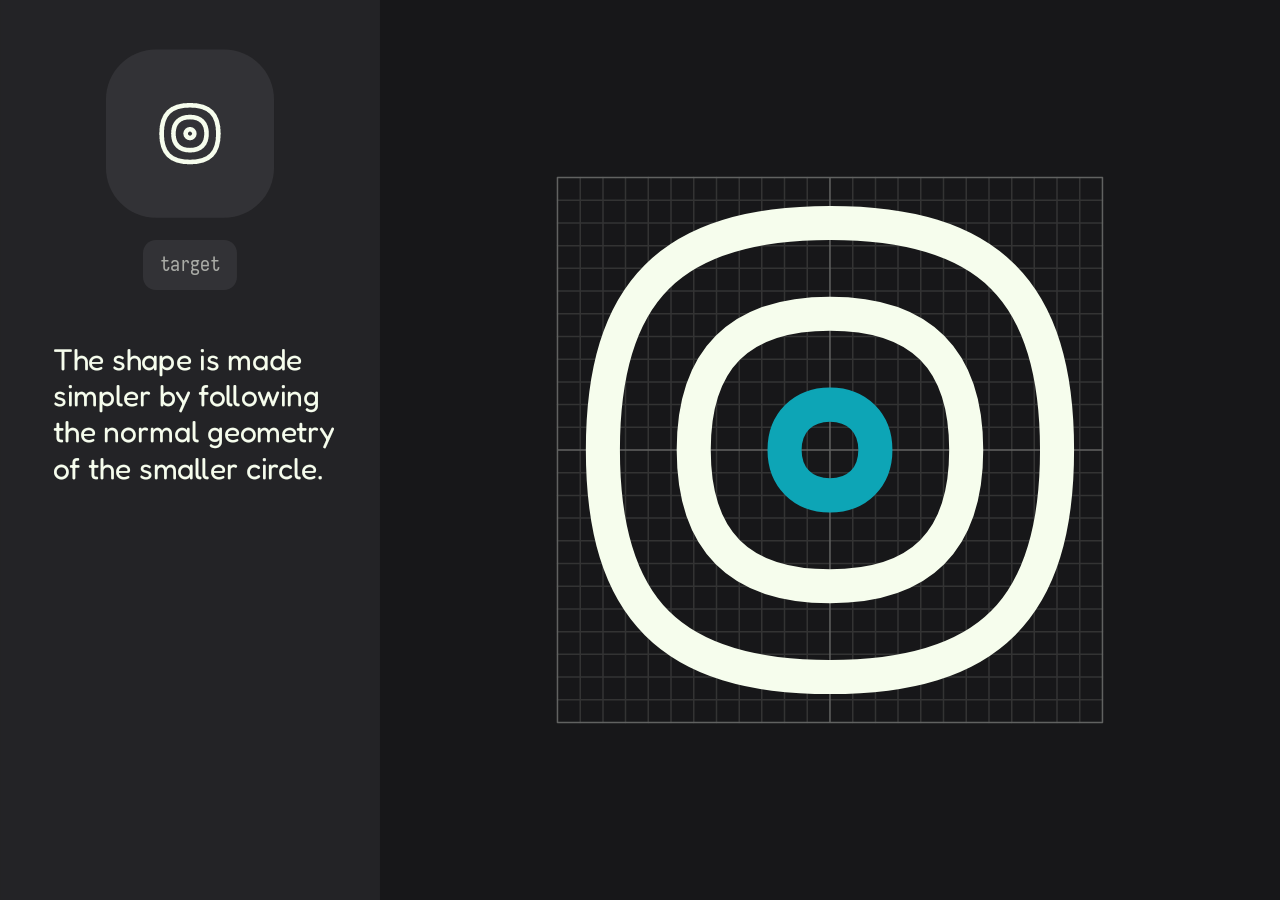 target
The shape is made
simpler by following
the normal geometry
of the smaller circle.